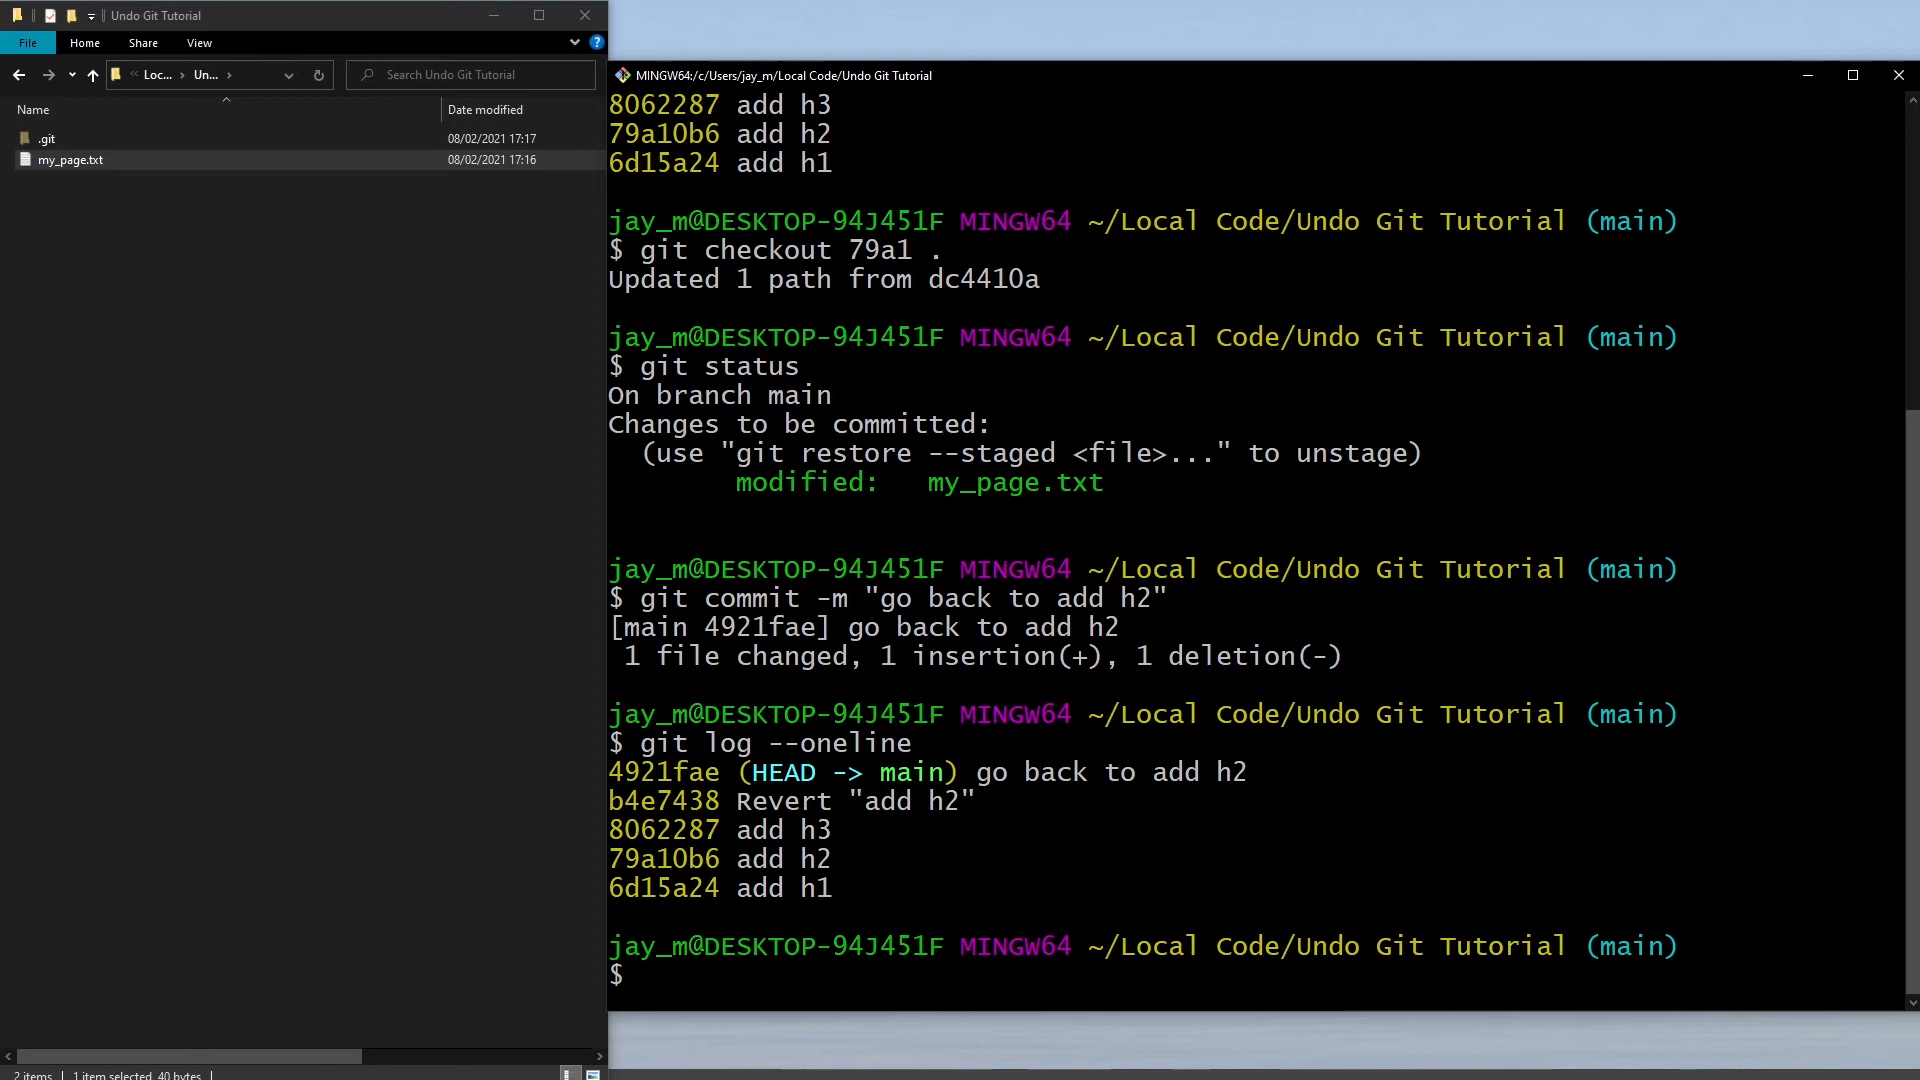 Undo Git Tutorial
File Home Share View
Loc... Un...
Search Undo Git Tutorial
Name Date modified
.git 08/02/2021 17:17
my_page.txt 08/02/2021 17:16
2 items 1 item selected 40 bytes
MINGW64:/c/Users/jay_m/Local Code/Undo Git Tutorial
8062287 add h3
79a10b6 add h2
6d15a24 add h1
jay_m@DESKTOP-94J451F MINGW64 ~/Local Code/Undo Git Tutorial (main)
$ git checkout 79a1 .
Updated 1 path from dc4410a
jay_m@DESKTOP-94J451F MINGW64 ~/Local Code/Undo Git Tutorial (main)
$ git status
On branch main
Changes to be committed:
(use "git restore --staged <file>..." to unstage)
modified: my_page.txt
jay_m@DESKTOP-94J451F MINGW64 ~/Local Code/Undo Git Tutorial (main)
$ git commit -m "go back to add h2"
[main 4921fae] go back to add h2
1 file changed, 1 insertion(+), 1 deletion(-)
jay_m@DESKTOP-94J451F MINGW64 ~/Local Code/Undo Git Tutorial (main)
$ git log --oneline
4921fae (HEAD -> main) go back to add h2
b4e7438 Revert "add h2"
8062287 add h3
79a10b6 add h2
6d15a24 add h1
jay_m@DESKTOP-94J451F MINGW64 ~/Local Code/Undo Git Tutorial (main)
$